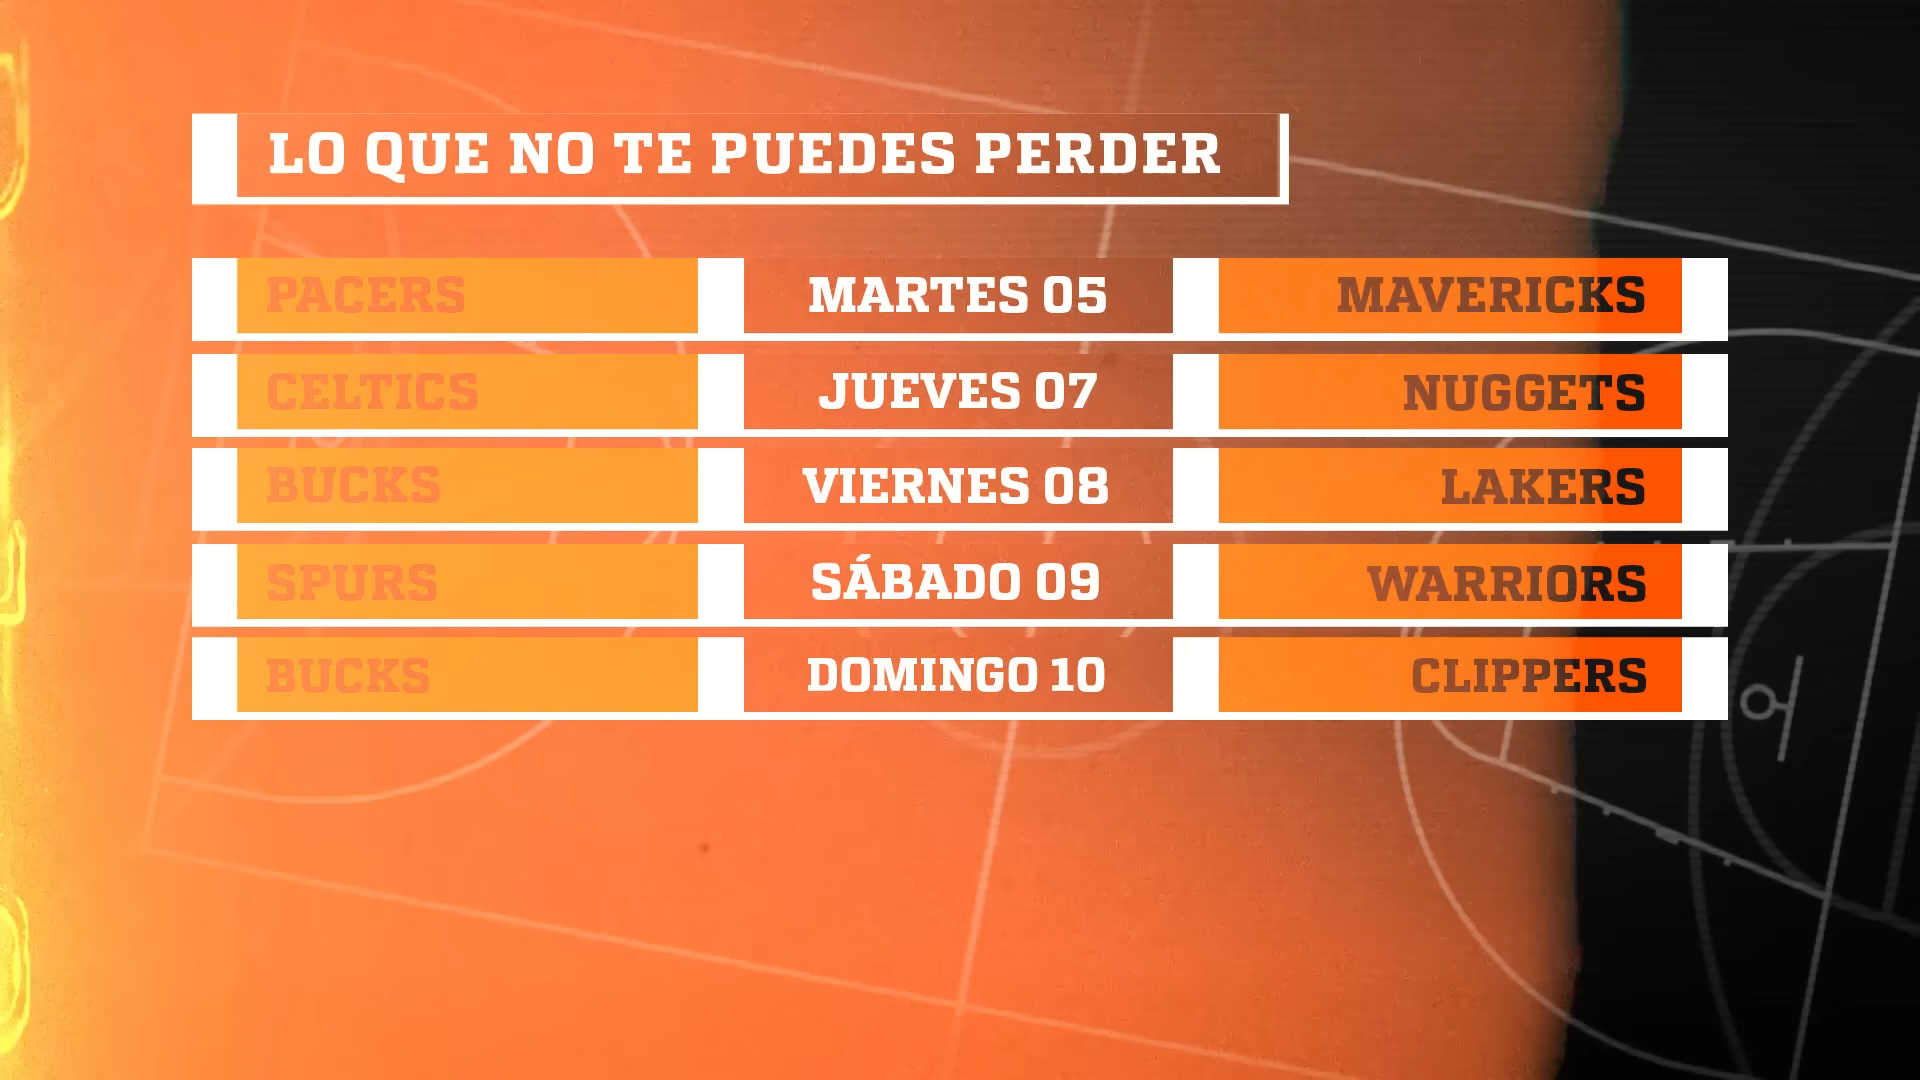 LO QUE NO TE PUEDES PERDER
PACERS MARTES 05 MAVERICKS
CELTICS JUEVES 07 NUGGETS
BUCKS VIERNES 08 LAKERS
SPURS SÁBADO 09 WARRIORS
BUCKS DOMINGO 10 CLIPPERS